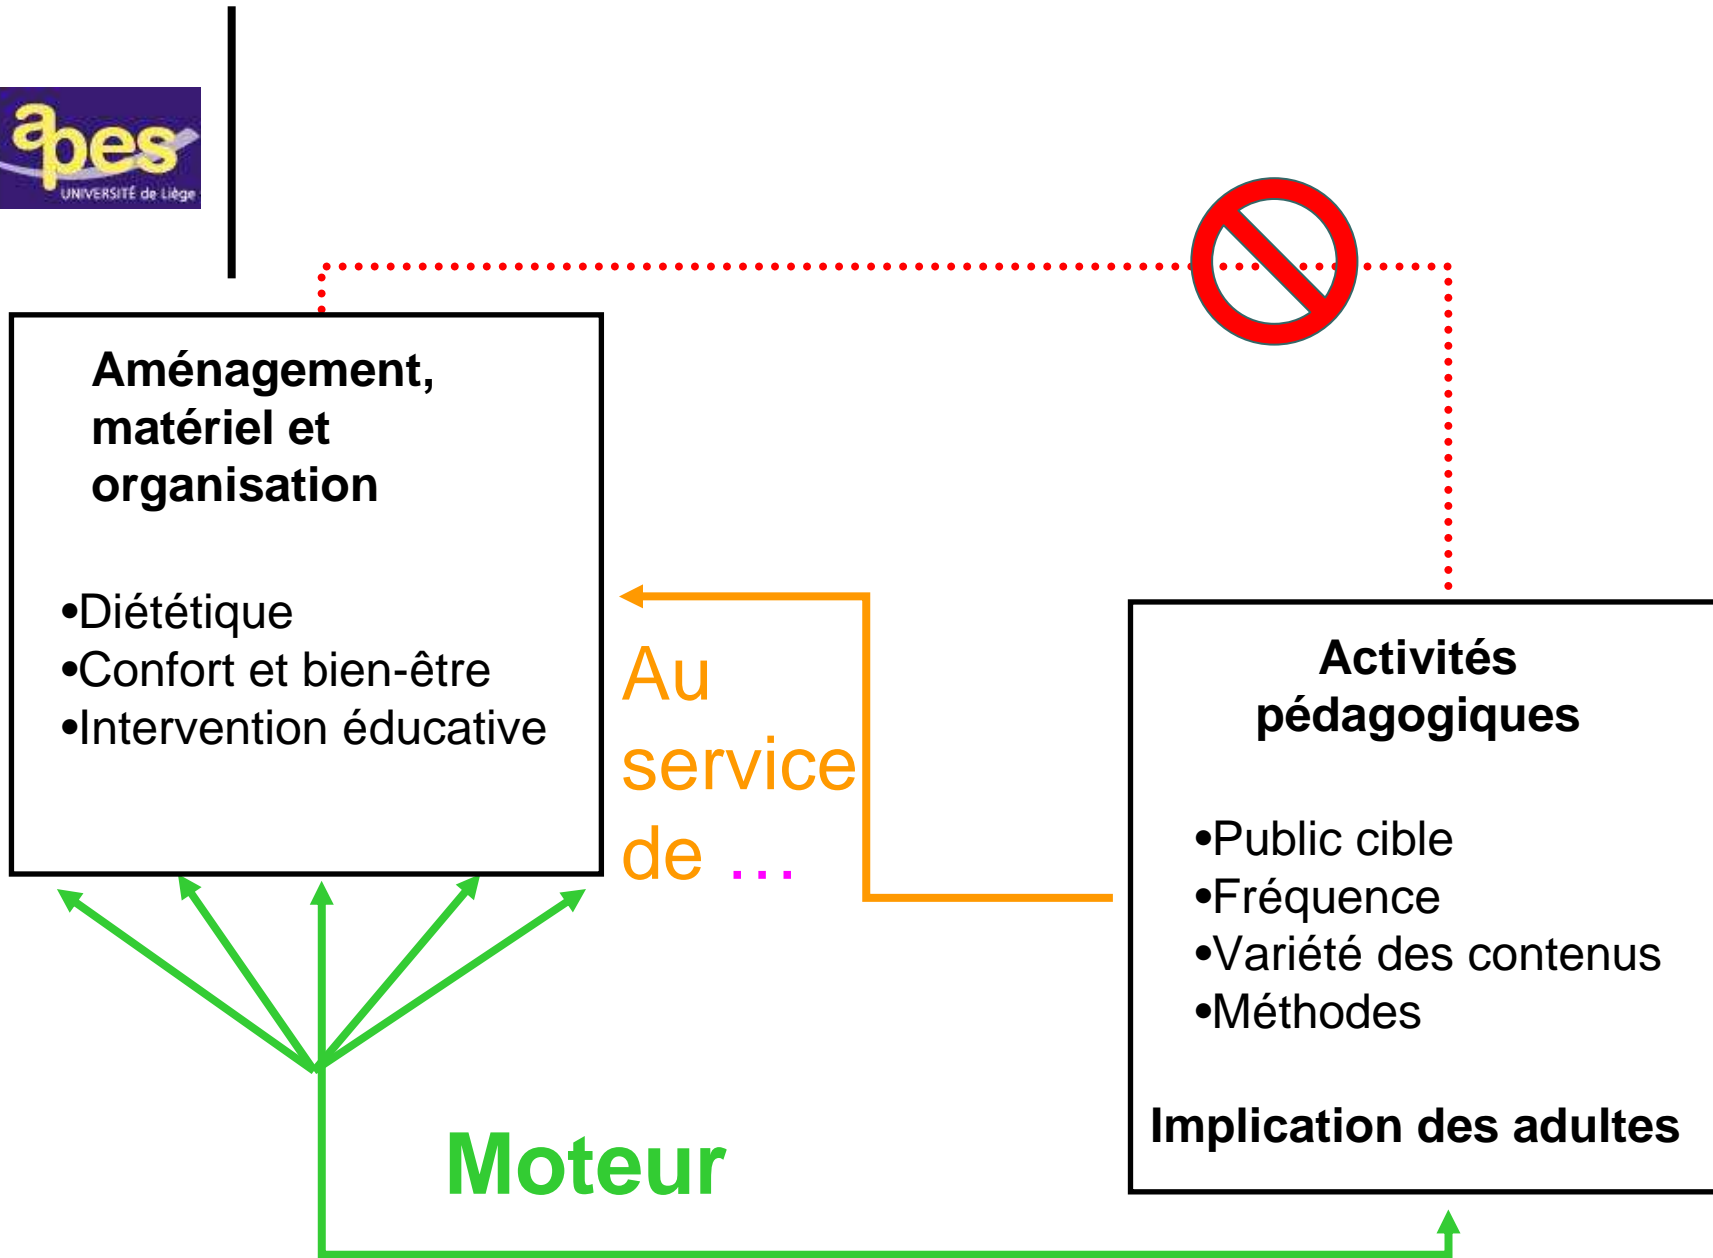 apes
UNIVERSITÉ de Liège
Aménagement,
matériel et
organisation
•Diététique
•Confort et bien-être
•Intervention éducative
Au
service
de …
Activités
pédagogiques
•Public cible
•Fréquence
•Variété des contenus
•Méthodes
Implication des adultes
Moteur